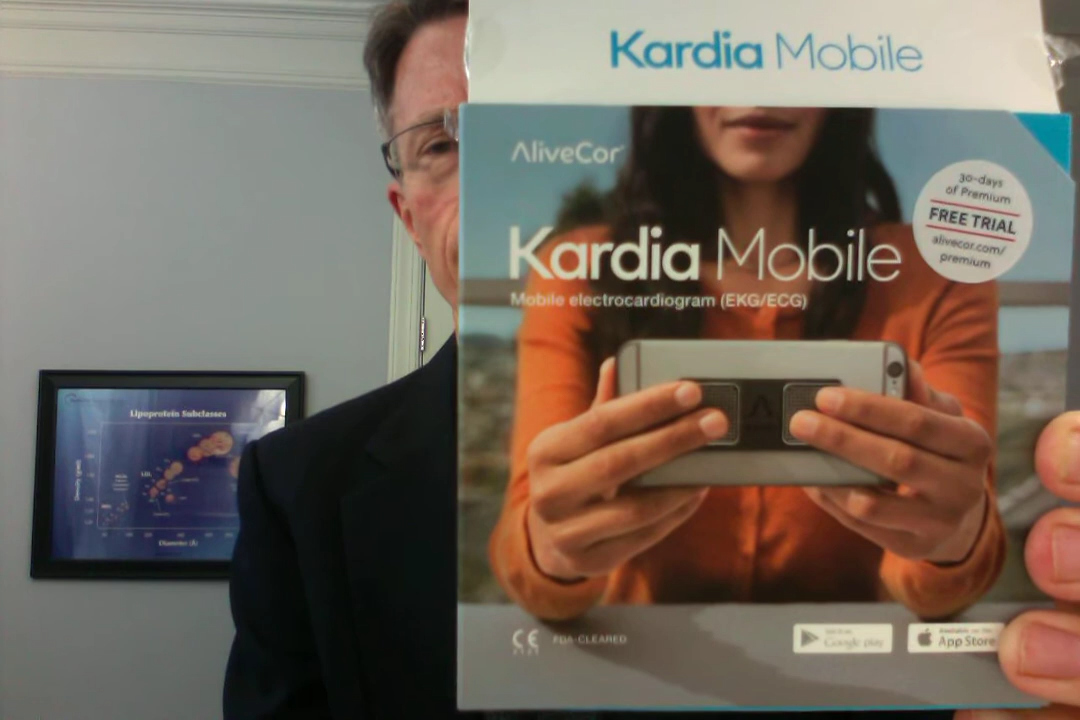 Kardia Mobile
AliveCor
30-days
of Premium
FREE TRIAL
alivecor.com/
premium
Kardia Mobile
Mobile electrocardiogram (EKG/ECG)
Lipoprotein Subclasses
Diameter (Å)
CE
FDA-CLEARED
Google play
App Store